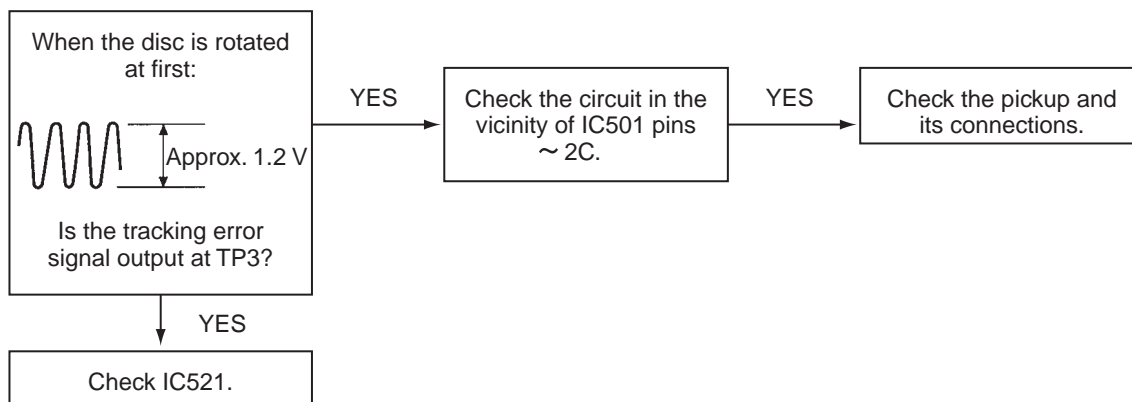 When the disc is rotated
at first:
Approx. 1.2 V
Is the tracking error
signal output at TP3?
YES
Check the circuit in the
vicinity of IC501 pins
～ 2C.
YES
Check the pickup and
its connections.
YES
Check IC521.